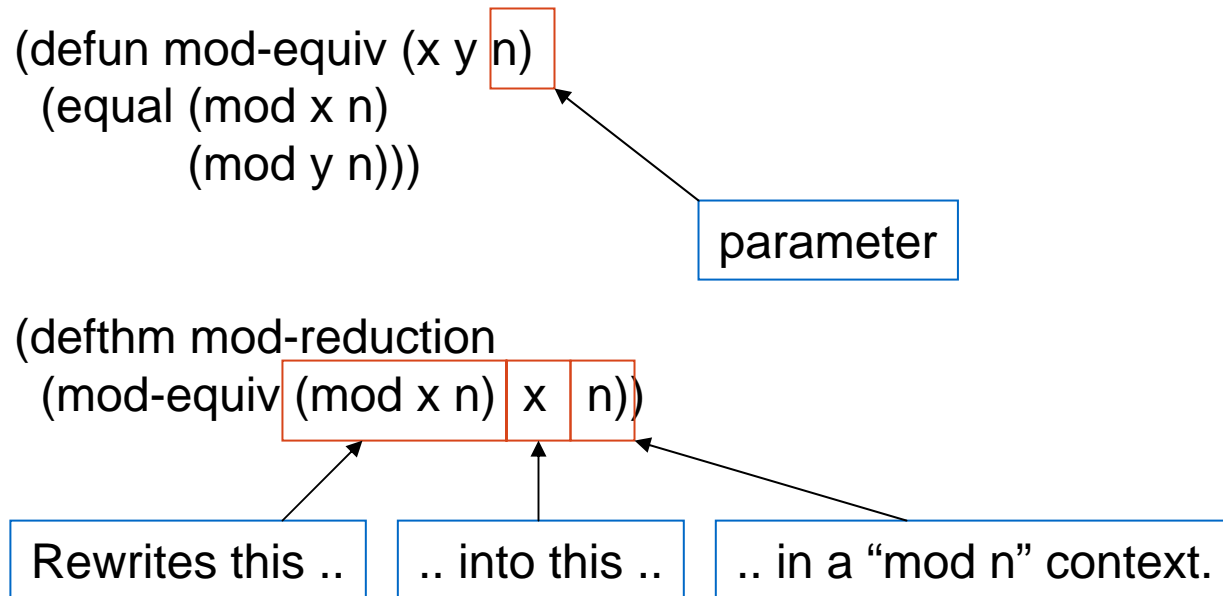 (defun mod-equiv (x y n)
(equal (mod x n)
(mod y n)))
parameter
(defthm mod-reduction
(mod-equiv (mod x n) x n))
Rewrites this ..
.. into this ..
.. in a “mod n” context.